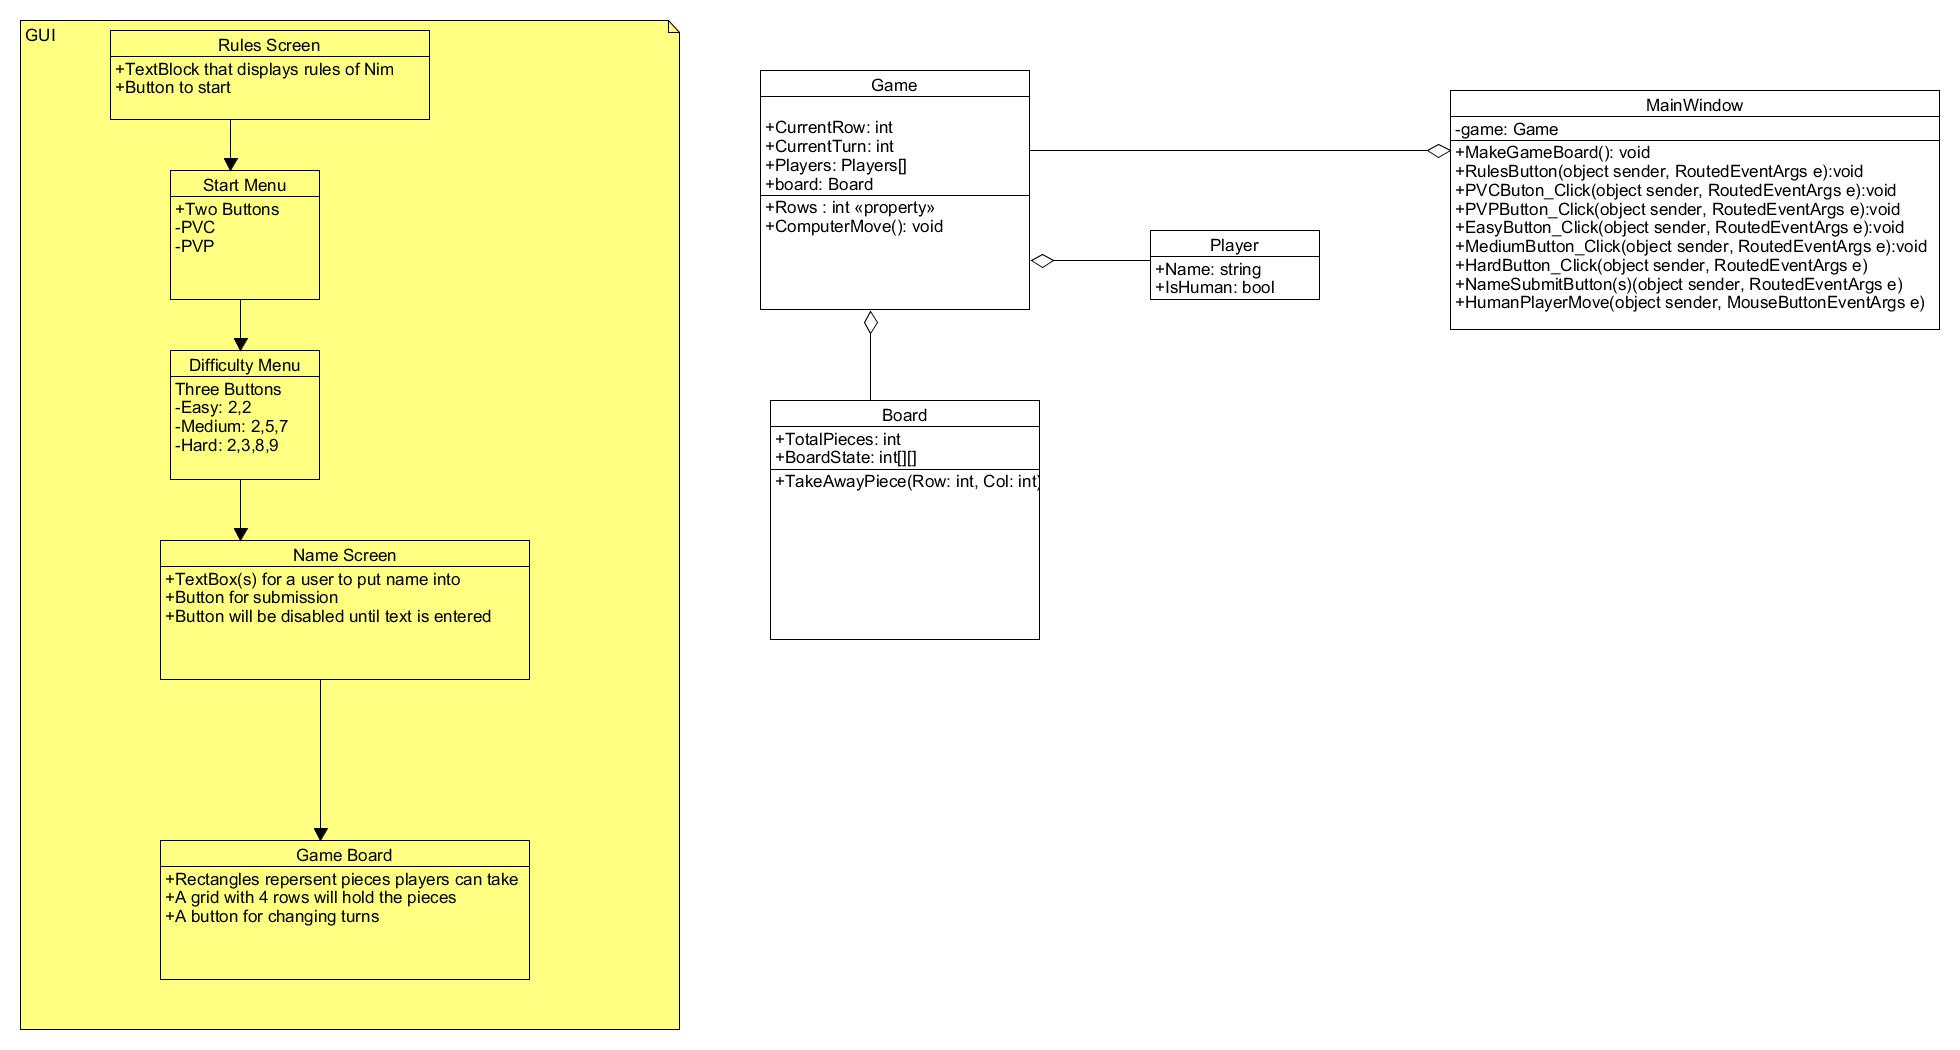 GUI
Rules Screen
+TextBlock that displays rules of Nim
+Button to start
Start Menu
+Two Buttons
-PVC
-PVP
Difficulty Menu
Three Buttons
-Easy: 2,2
-Medium: 2,5,7
-Hard: 2,3,8,9
Name Screen
+TextBox(s) for a user to put name into
+Button for submission
+Button will be disabled until text is entered
Game Board
+Rectangles repersent pieces players can take
+A grid with 4 rows will hold the pieces
+A button for changing turns
Game
+CurrentRow: int
+CurrentTurn: int
+Players: Players[]
+board: Board
+Rows : int «property»
+ComputerMove(): void
Player
+Name: string
+IsHuman: bool
Board
+TotalPieces: int
+BoardState: int[][]
+TakeAwayPiece(Row: int, Col: int)
MainWindow
-game: Game
+MakeGameBoard(): void
+RulesButton(object sender, RoutedEventArgs e):void
+PVCButon_Click(object sender, RoutedEventArgs e):void
+PVPButton_Click(object sender, RoutedEventArgs e):void
+EasyButton_Click(object sender, RoutedEventArgs e):void
+MediumButton_Click(object sender, RoutedEventArgs e):void
+HardButton_Click(object sender, RoutedEventArgs e)
+NameSubmitButton(s)(object sender, RoutedEventArgs e)
+HumanPlayerMove(object sender, MouseButtonEventArgs e)